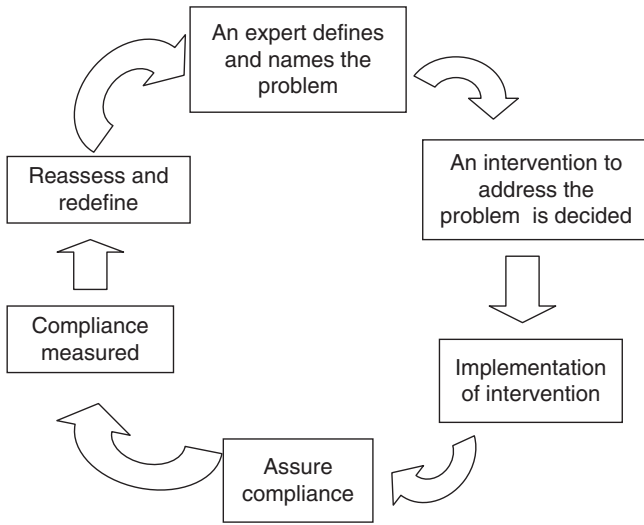 An expert defines
and names the
problem
An intervention to
address the
problem is decided
Implementation
of intervention
Assure
compliance
Compliance
measured
Reassess and
redefine